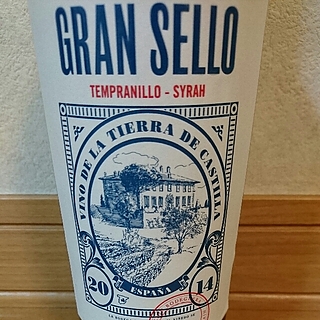 GRAN SELLO
TEMPRANILLO - SYRAH
VINO DE LA TIERRA DE CASTILLA
20 14
ESPAÑA